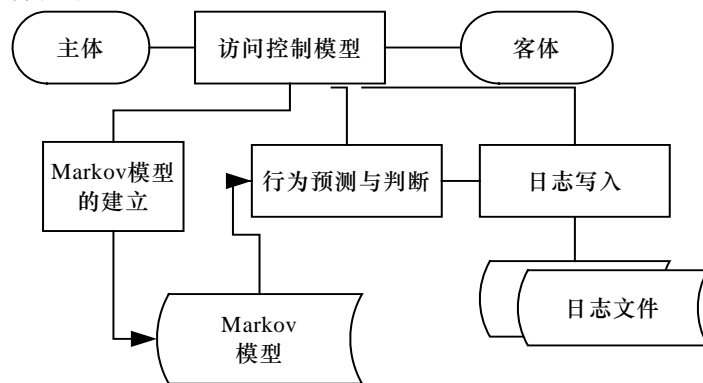 主体
访问控制模型
客体
Markov模型
的建立
行为预测与判断
日志写入
Markov
模型
日志文件